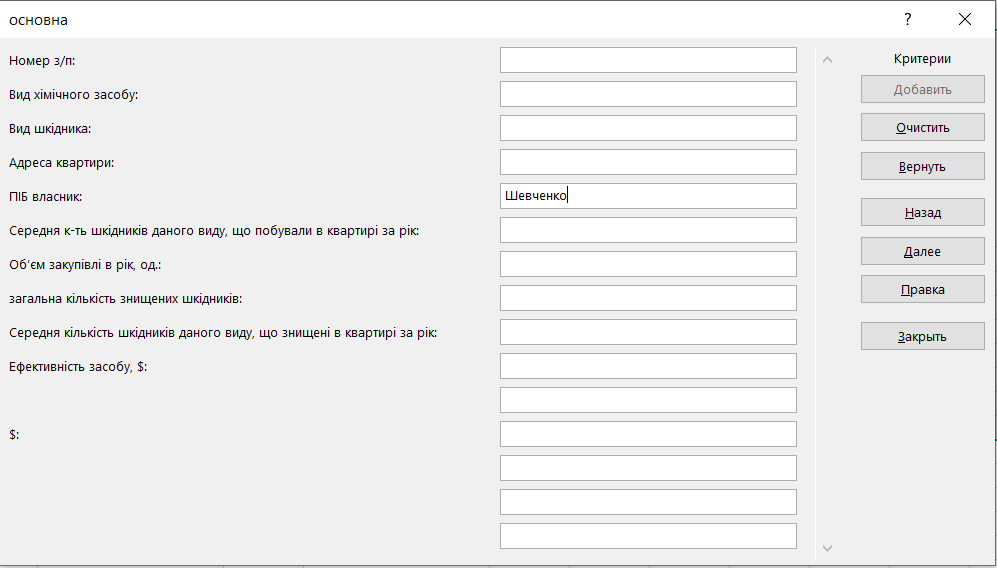 основна
?
Номер з/п:
Критерии
Вид хімічного засобу:
Добавить
Вид шкідника:
Очистить
Адреса квартири:
Вернуть
ПІБ власник:
Шевченко
Назад
Середня к-ть шкідників даного виду, що побували в квартирі за рік:
Далее
Об’єм закупівлі в рік, од.:
Правка
загальна кількість знищених шкідників:
Середня кількість шкідників даного виду, що знищені в квартирі за рік:
Закрыть
Ефективність засобу, $:
$: